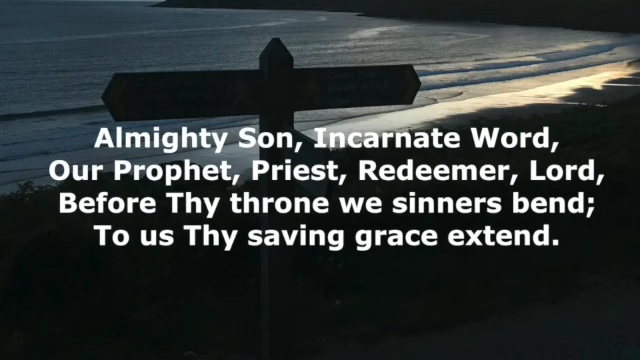 Almighty Son, Incarnate Word,
Our Prophet, Priest, Redeemer, Lord,
Before Thy throne we sinners bend;
To us Thy saving grace extend.